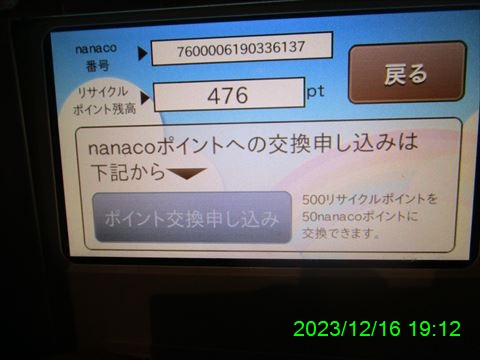 nanaco
番号
7600006190336137
戻る
リサイクル
ポイント残高
476 pt
nanacoポイントへの交換申し込みは
下記から
ポイント交換申し込み
500リサイクルポイントを
50nanacoポイントに
交換できます。
2023/12/16 19:12